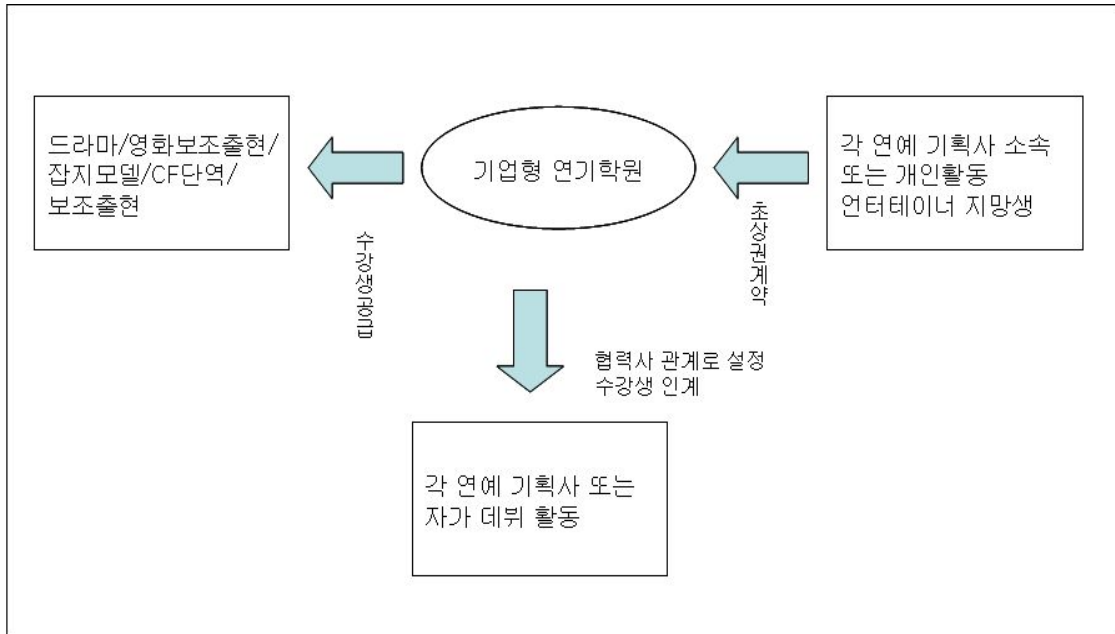 드라마/영화보조출현/
잡지모델/CF단역/
보조출현
기업형 연기학원
각 연예 기획사 소속
또는 개인활동
언터테이너 지망생
수강생공급
초상권계약
협력사 관계로 설정
수강생 인계
각 연예 기획사 또는
자가 데뷔 활동